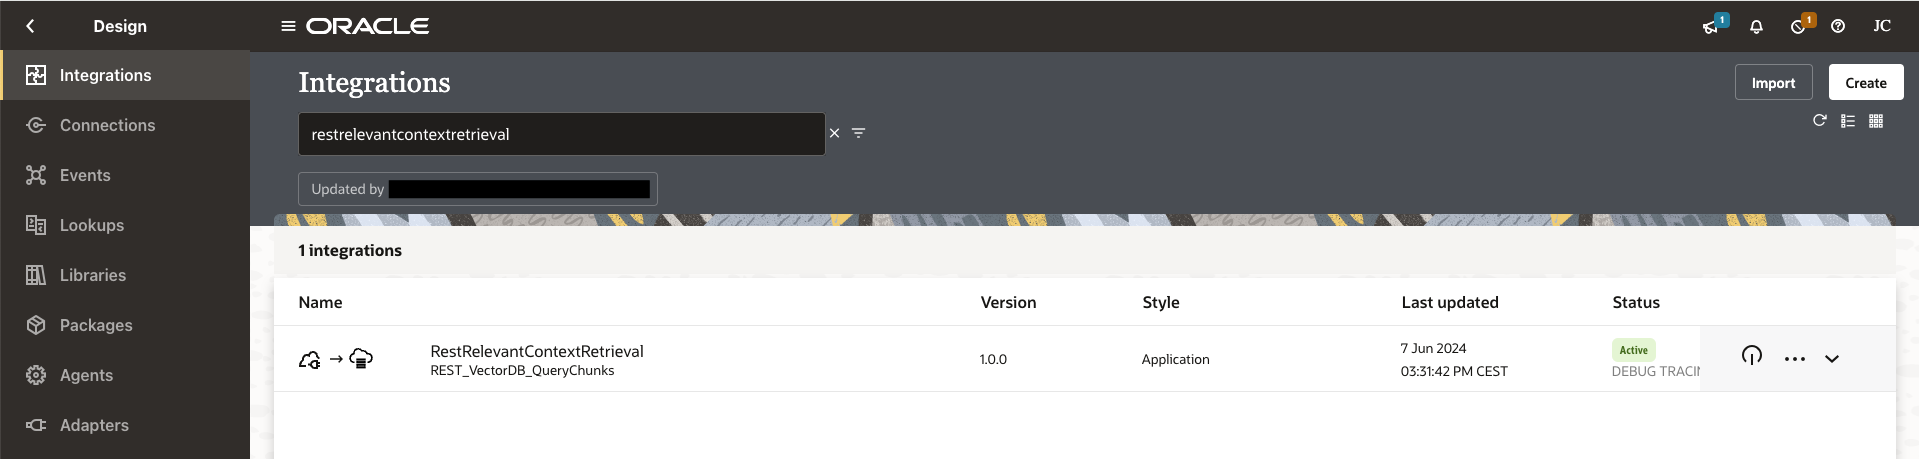 Design
ORACLE
1
1
JC
Integrations
Connections
Events
Lookups
Libraries
Packages
Agents
Adapters
Integrations
Import
Create
restrelevantcontextretrieval
Updated by
1 integrations
Name
Version
Style
Last updated
Status
RestRelevantContextRetrieval
REST_VectorDB_QueryChunks
1.0.0
Application
7 Jun 2024
03:31:42 PM CEST
Active
DEBUG TRACIN